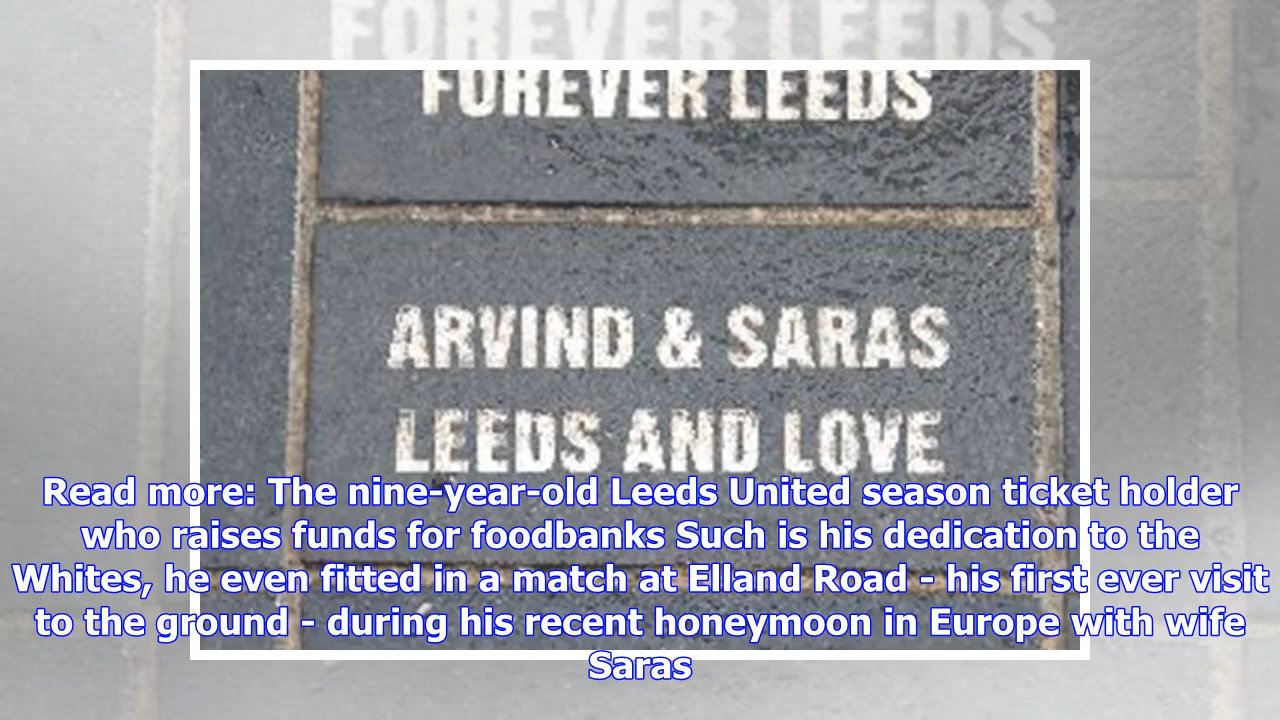 FOREVER LEEDS
FOREVER LEEDS
ARVIND & SARAS
LEEDS AND LOVE
Read more: The nine-year-old Leeds United season ticket holder
who raises funds for foodbanks Such is his dedication to the
Whites, he even fitted in a match at Elland Road - his first ever visit
to the ground - during his recent honeymoon in Europe with wife
Saras